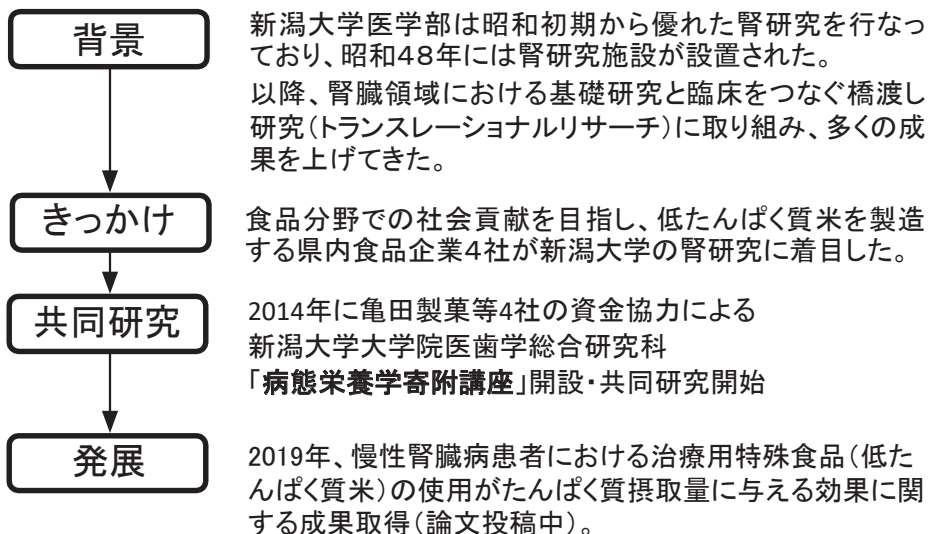 背景
新潟大学医学部は昭和初期から優れた腎研究を行なっ
ており、昭和４８年には腎研究施設が設置された。
以降、腎臓領域における基礎研究と臨床をつなぐ橋渡し
研究（トランスレーショナルリサーチ）に取り組み、多くの成
果を上げてきた。
きっかけ
食品分野での社会貢献を目指し、低たんぱく質米を製造
する県内食品企業４社が新潟大学の腎研究に着目した。
共同研究
2014年に亀田製菓等4社の資金協力による
新潟大学大学院医歯学総合研究科
「病態栄養学寄附講座」開設・共同研究開始
発展
2019年、慢性腎臓病患者における治療用特殊食品（低た
んぱく質米）の使用がたんぱく質摂取量に与える効果に関
する成果取得（論文投稿中）。